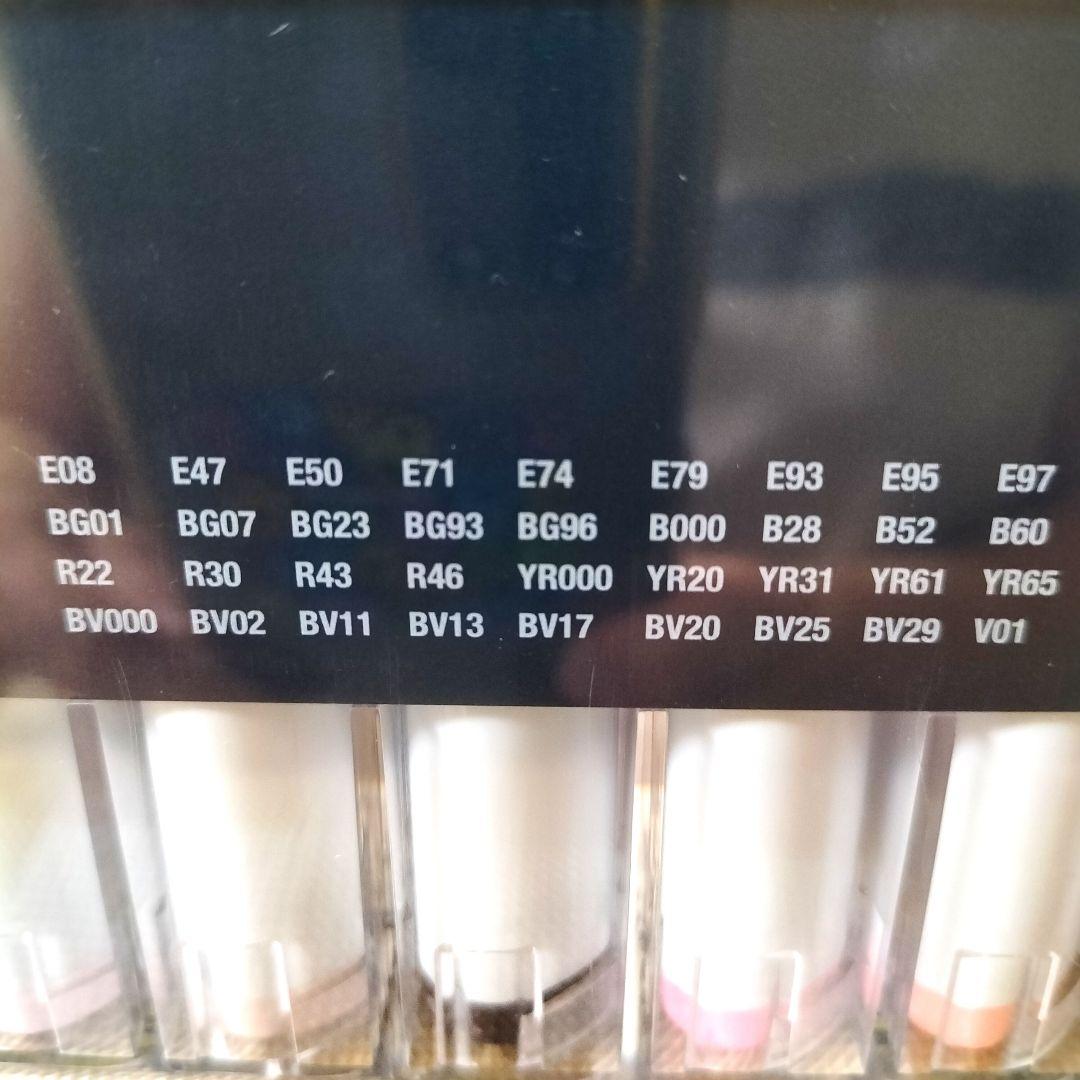 E08 E47 E50 E71 E74 E79 E93 E95 E97
BG01 BG07 BG23 BG93 BG96 B000 B28 B52 B60
R22 R30 R43 R46 YR000 YR20 YR31 YR61 YR65
BV000 BV02 BV11 BV13 BV17 BV20 BV25 BV29 V01